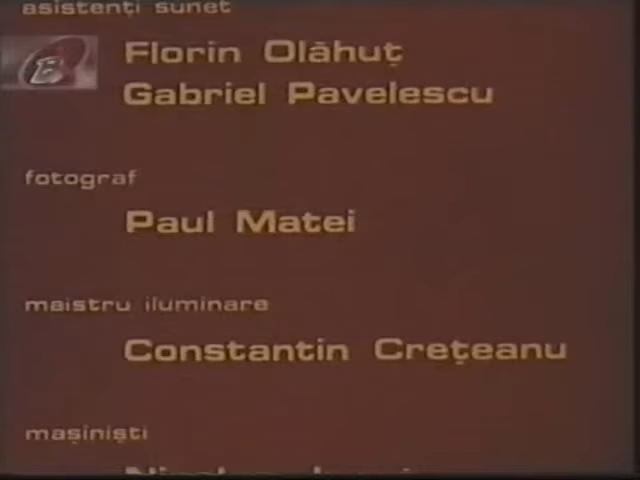 asistenți sunet
Florin Olăhuț
B
Gabriel Pavelescu
fotograf
Paul Matei
maistru iluminare
Constantin Crețeanu
mașiniști